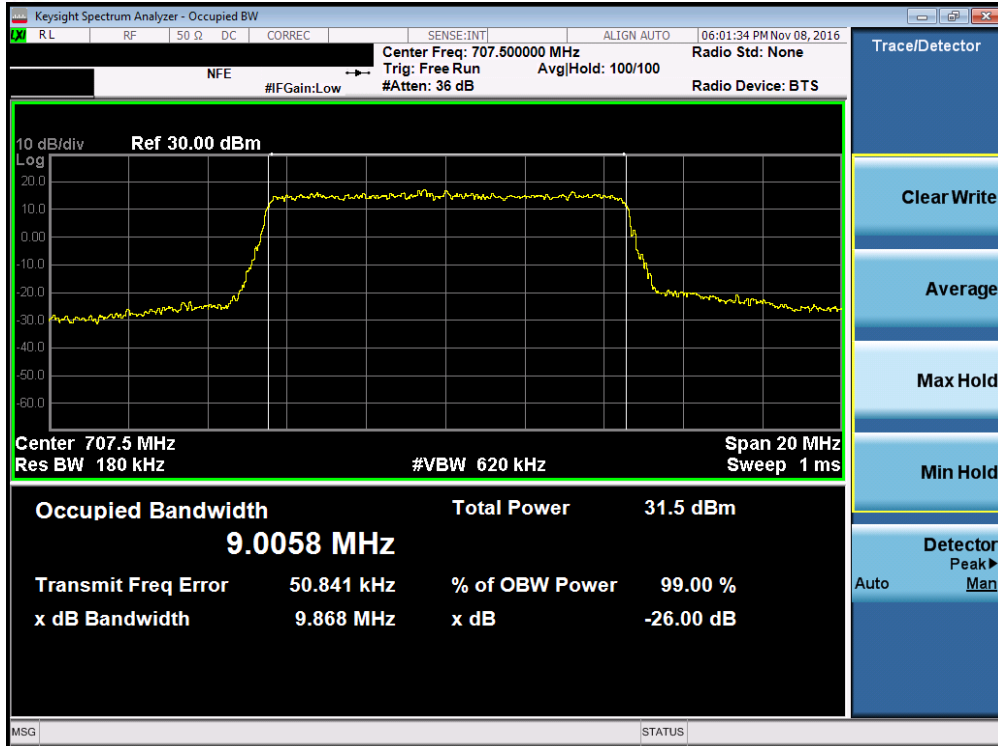 Keysight Spectrum Analyzer - Occupied BW
LXI RL RF 50 Ω DC CORREC SENSE:INT ALIGN AUTO 06:01:34 PM Nov 08, 2016
Center Freq: 707.500000 MHz Radio Std: None
NFE Trig: Free Run Avg|Hold: 100/100
#IFGain:Low #Atten: 36 dB Radio Device: BTS
10 dB/div Ref 30.00 dBm
Log
20.0
10.0
0.00
-10.0
-20.0
-30.0
-40.0
-50.0
-60.0
Center 707.5 MHz Span 20 MHz
Res BW 180 kHz #VBW 620 kHz Sweep 1 ms
Occupied Bandwidth Total Power 31.5 dBm
9.0058 MHz
Transmit Freq Error 50.841 kHz % of OBW Power 99.00 %
x dB Bandwidth 9.868 MHz x dB -26.00 dB
MSG STATUS
Trace/Detector
Clear Write
Average
Max Hold
Min Hold
Detector
Peak▶
Auto Man